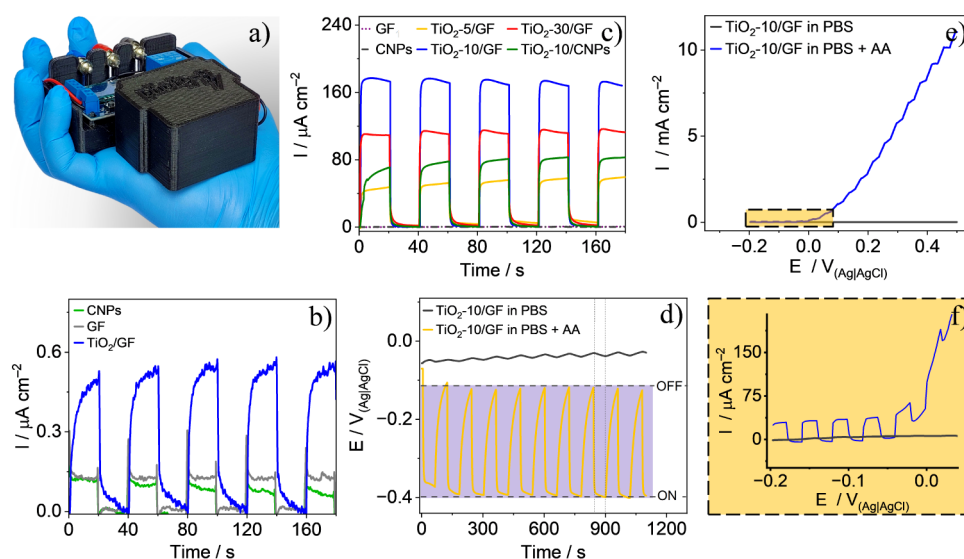 a)
GF TiO₂-5/GF TiO₂-30/GF
CNPs TiO₂-10/GF TiO₂-10/CNPs
c)
I / µA cm⁻²
160
80
0
0 40 80 120 160
Time / s
TiO₂-10/GF in PBS
TiO₂-10/GF in PBS + AA
e)
I / mA cm⁻²
10
5
0
−0.2 0.0 0.2 0.4
E / V(Ag|AgCl)
CNPs
GF
TiO₂/GF
b)
I / µA cm⁻²
0.6
0.3
0.0
0 40 80 120 160
Time / s
TiO₂-10/GF in PBS
TiO₂-10/GF in PBS + AA
d)
E / V(Ag|AgCl)
0.0
−0.2
−0.4
OFF
ON
0 300 600 900 1200
Time / s
f)
I / µA cm⁻²
150
75
0
−0.2 −0.1 0.0
E / V(Ag|AgCl)